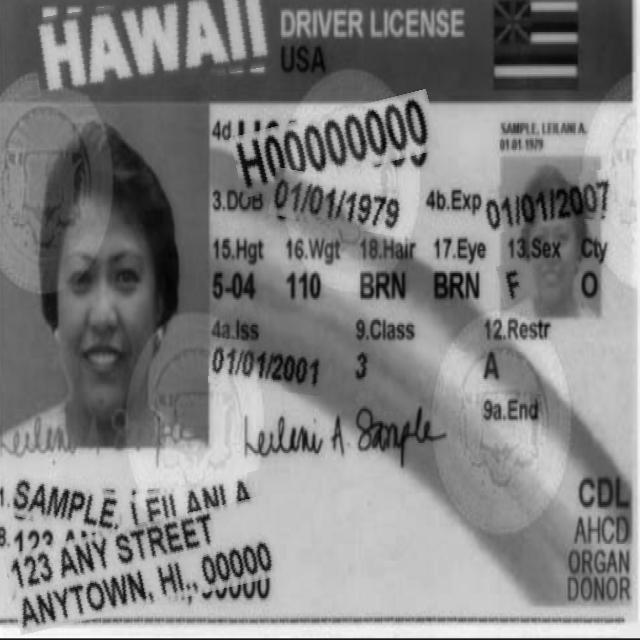 HAWAII
DRIVER LICENSE
USA
4d.
H00000000
SAMPLE, LEILANI A.
01.01.1979
3.DOB 01/01/1979 4b.Exp 01/01/2007
15.Hgt 16.Wgt 18.Hair 17.Eye 13.Sex Cty
5-04 110 BRN BRN F O
4a.Iss 9.Class 12.Restr
01/01/2001 3 A
9a.End
Leilani A. Sample
1. SAMPLE, LEILANI A
8. 123 ANY STREET
ANYTOWN, HI., 00000
CDL
AHCD
ORGAN
DONOR